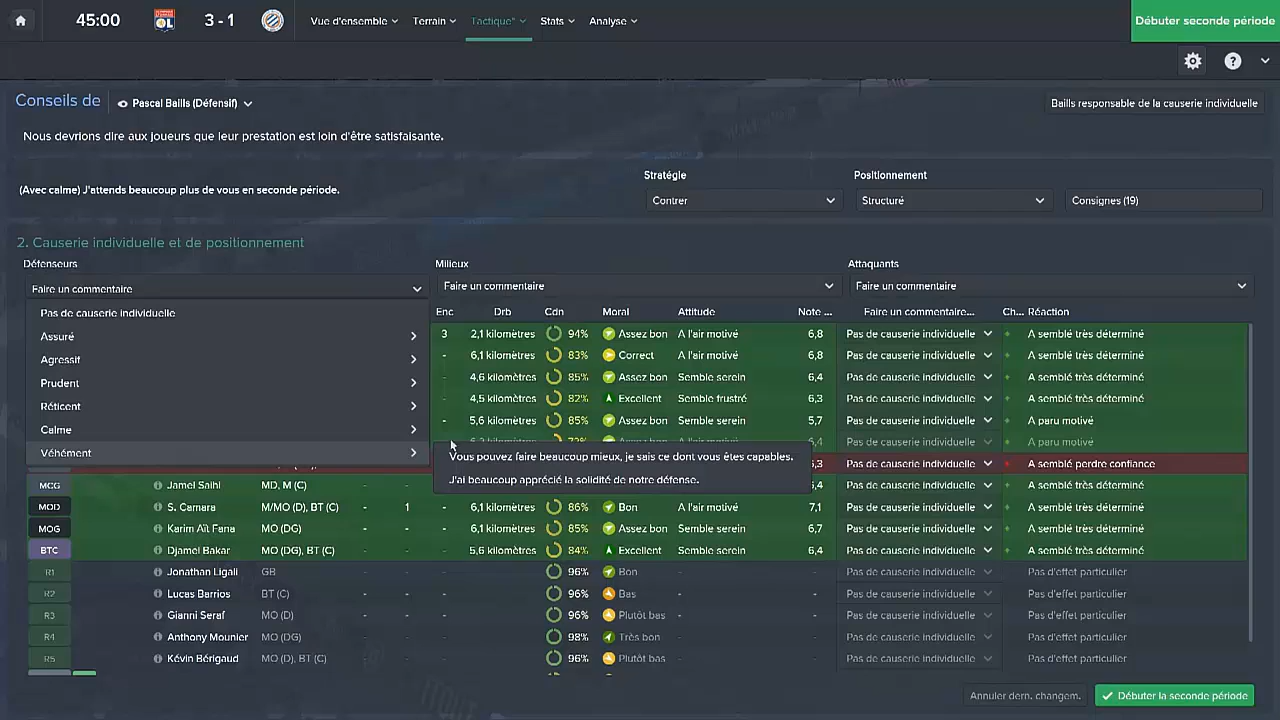 45:00 3 - 1 Vue d'ensemble Terrain Tactique* Stats Analyse Débuter seconde période
Conseils de Pascal Baills (Défensif) Baills responsable de la causerie individuelle
Nous devrions dire aux joueurs que leur prestation est loin d'être satisfaisante.
Stratégie Positionnement
(Avec calme) J'attends beaucoup plus de vous en seconde période.
Contrer Structuré Consignes (19)
2. Causerie individuelle et de positionnement
Défenseurs Milieux Attaquants
Faire un commentaire Faire un commentaire Faire un commentaire
Pas de causerie individuelle
Assuré
Agressif
Prudent
Réticent
Calme
Véhément
Enc Drb Cdn Moral Attitude Note ... Faire un commentaire... Ch... Réaction
3 2,1 kilomètres 94% Assez bon A l'air motivé 6,8 Pas de causerie individuelle A semblé très déterminé
- 6,1 kilomètres 83% Correct A l'air motivé 6,8 Pas de causerie individuelle A semblé très déterminé
- 4,6 kilomètres 85% Assez bon Semble serein 6,4 Pas de causerie individuelle A semblé très déterminé
- 4,5 kilomètres 82% Excellent Semble frustré 6,3 Pas de causerie individuelle A semblé très déterminé
- 5,6 kilomètres 85% Assez bon Semble serein 5,7 Pas de causerie individuelle A paru motivé
- kilomètres Assez bon A l'air motivé 6,4 Pas de causerie individuelle A paru motivé
Vous pouvez faire beaucoup mieux, je sais ce dont vous êtes capables.
J'ai beaucoup apprécié la solidité de notre défense.
Pas de causerie individuelle A semblé perdre confiance
MCG Jamel Saihi MD, M (C) Pas de causerie individuelle A semblé très déterminé
MOD S. Camara M/MO (D), BT (C) - 1 - 6,1 kilomètres 86% Bon A l'air motivé 7,1 Pas de causerie individuelle A semblé très déterminé
MOG Karim Aït Fana MO (DG) - - - 6,1 kilomètres 85% Assez bon Semble serein 6,7 Pas de causerie individuelle A semblé très déterminé
BTC Djamel Bakar MO (DG), BT (C) - - - 5,6 kilomètres 84% Excellent Semble serein 6,4 Pas de causerie individuelle A semblé très déterminé
R1 Jonathan Ligali GB - - - 96% Bon - - Pas de causerie individuelle Pas d'effet particulier
R2 Lucas Barrios BT (C) - - - 96% Bas - - Pas de causerie individuelle Pas d'effet particulier
R3 Gianni Seraf MO (D) - - - 96% Plutôt bas - - Pas de causerie individuelle Pas d'effet particulier
R4 Anthony Mounier MO (DG) - - - 98% Très bon - - Pas de causerie individuelle Pas d'effet particulier
R5 Kévin Bérigaud MO (D), BT (C) - - - 96% Plutôt bas - - Pas de causerie individuelle Pas d'effet particulier
Annuler dern. changem. Débuter la seconde période